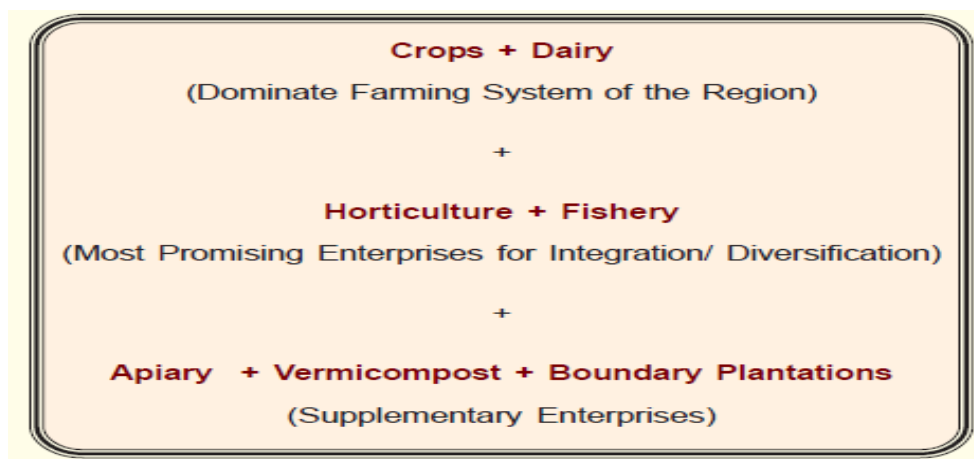 Crops + Dairy
(Dominate Farming System of the Region)
+
Horticulture + Fishery
(Most Promising Enterprises for Integration/ Diversification)
+
Apiary + Vermicompost + Boundary Plantations
(Supplementary Enterprises)